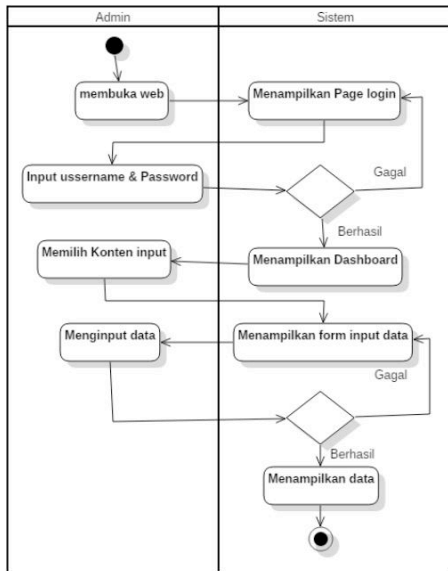 Admin
Sistem
membuka web
Menampilkan Page login
Gagal
Input ussername & Password
Berhasil
Memilih Konten input
Menampilkan Dashboard
Menginput data
Menampilkan form input data
Gagal
Berhasil
Menampilkan data